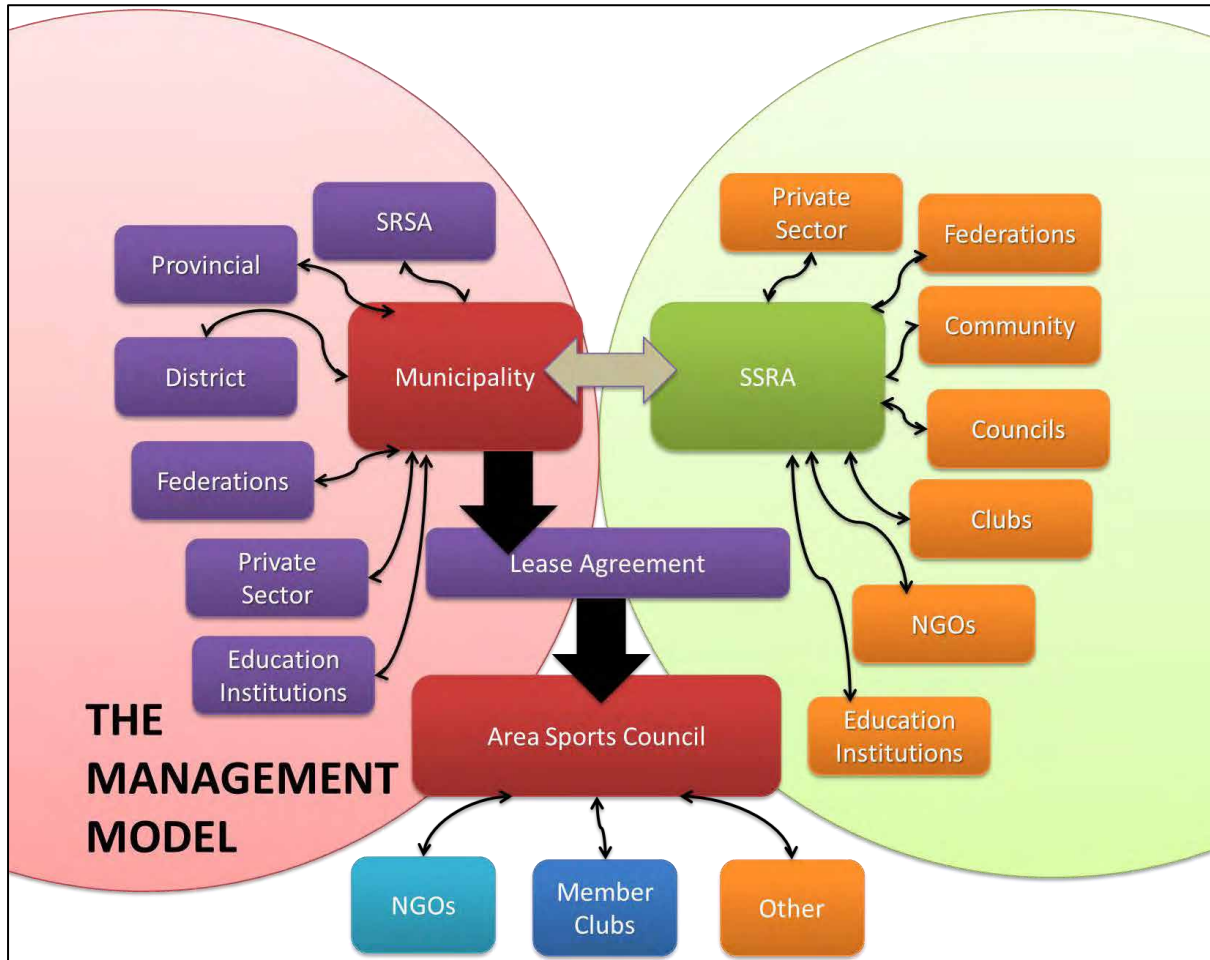 SRSA
Provincial
District
Municipality
Federations
Private
Sector
Education
Institutions
Private
Sector
Federations
Community
SSRA
Councils
Clubs
NGOs
Education
Institutions
Lease Agreement
Area Sports Council
THE
MANAGEMENT
MODEL
NGOs
Member
Clubs
Other